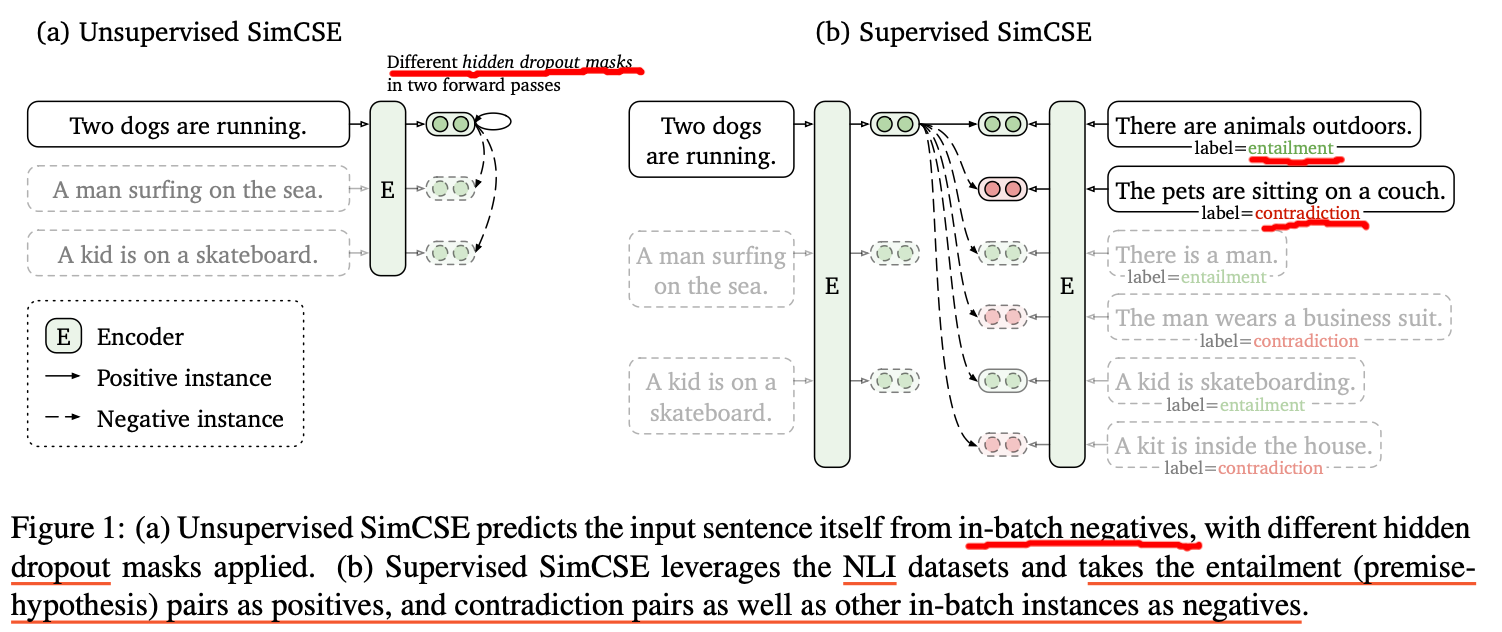 (a) Unsupervised SimCSE
Different hidden dropout masks
in two forward passes
Two dogs are running.
A man surfing on the sea.
A kid is on a skateboard.
E
E Encoder
Positive instance
Negative instance
(b) Supervised SimCSE
Two dogs
are running.
A man surfing
on the sea.
A kid is on a
skateboard.
E
E
There are animals outdoors.
label=entailment
The pets are sitting on a couch.
label=contradiction
There is a man.
label=entailment
The man wears a business suit.
label=contradiction
A kid is skateboarding.
label=entailment
A kit is inside the house.
label=contradiction
Figure 1: (a) Unsupervised SimCSE predicts the input sentence itself from in-batch negatives, with different hidden
dropout masks applied. (b) Supervised SimCSE leverages the NLI datasets and takes the entailment (premise-
hypothesis) pairs as positives, and contradiction pairs as well as other in-batch instances as negatives.